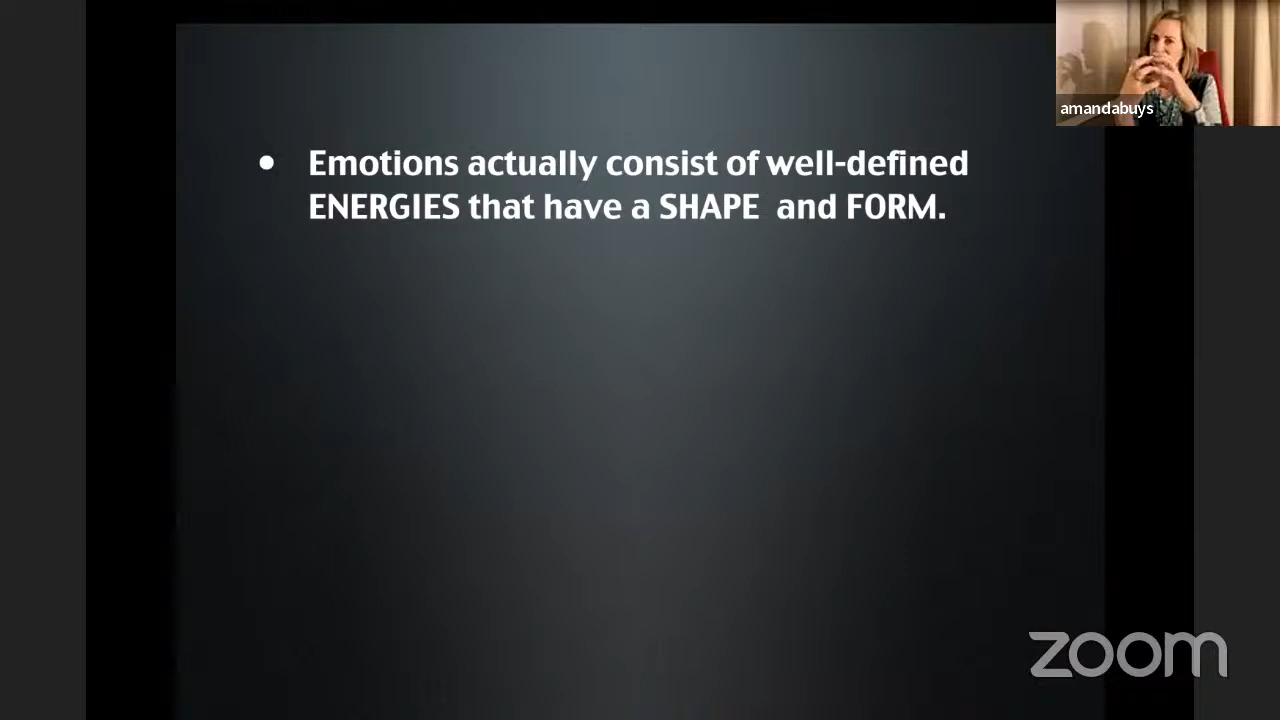 amandabuys
• Emotions actually consist of well-defined
ENERGIES that have a SHAPE  and FORM.
zoom